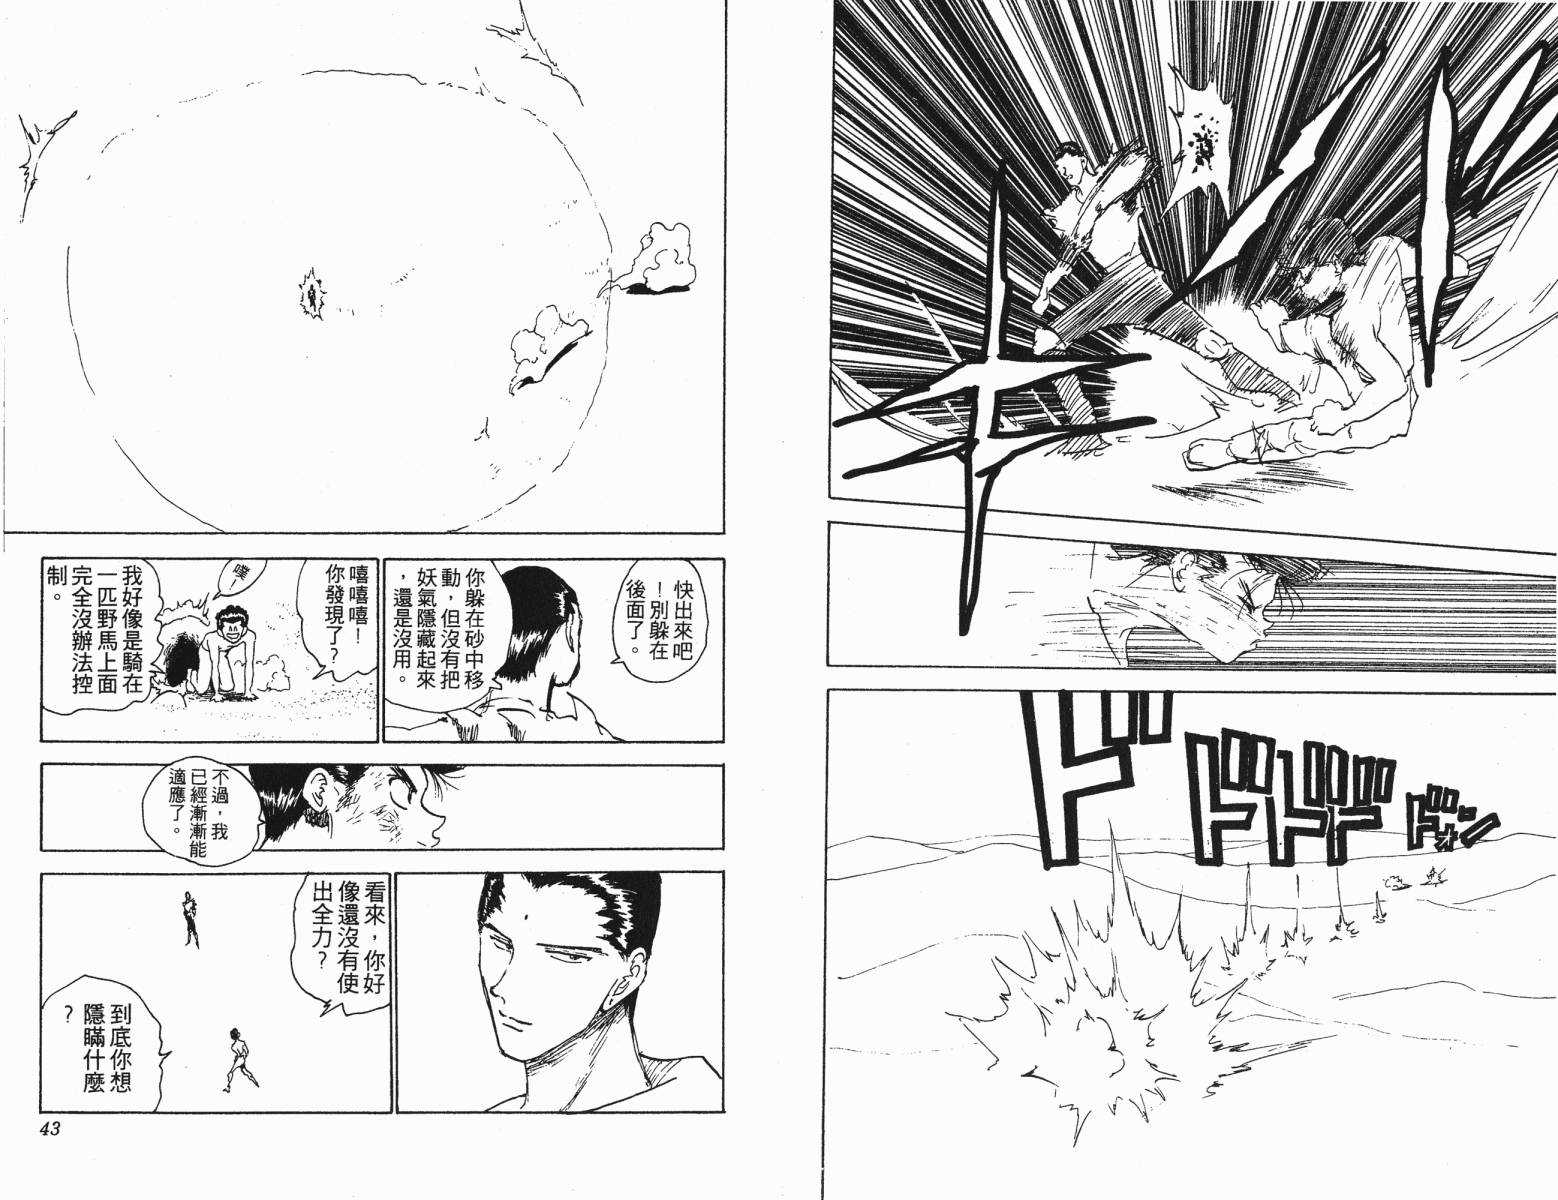 キ
ド
ドドド
ドォッ
快出來吧
！別躲在
後面了。
你躲在砂中移
動，但沒有把
妖氣隱藏起來
，還是沒用。
嘻嘻嘻！
你發現了？
噗！
我好像是騎在
一匹野馬上面
完全沒辦法控
制。
不過，我
已經漸漸能
適應了。
看來，你好
像還沒有使
出全力？
到底你想
隱瞞什麼
？
43